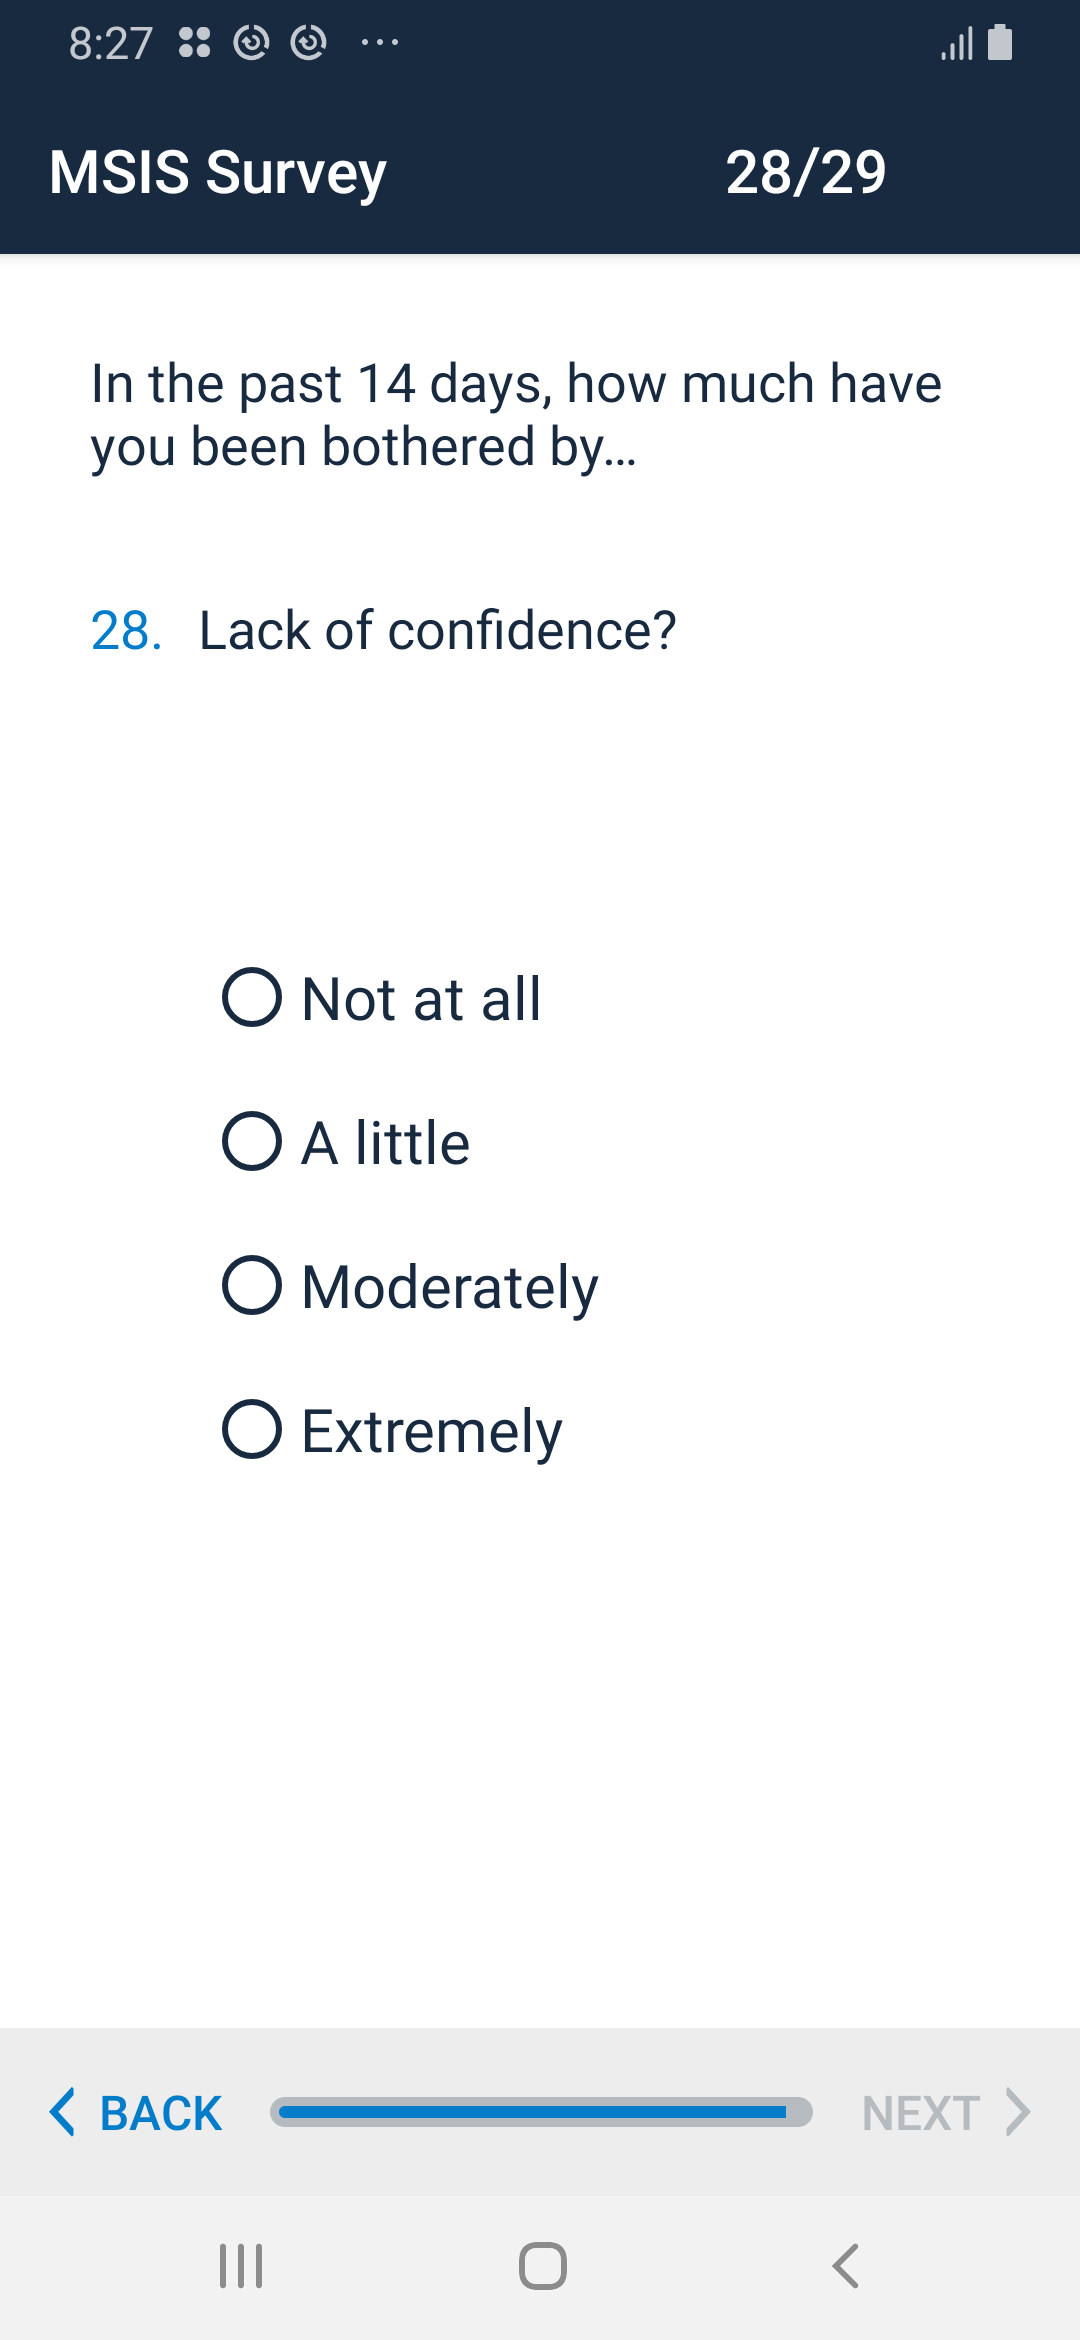 8:27
MSIS Survey 28/29
In the past 14 days, how much have
you been bothered by...
28. Lack of confidence?
Not at all
A little
Moderately
Extremely
BACK NEXT